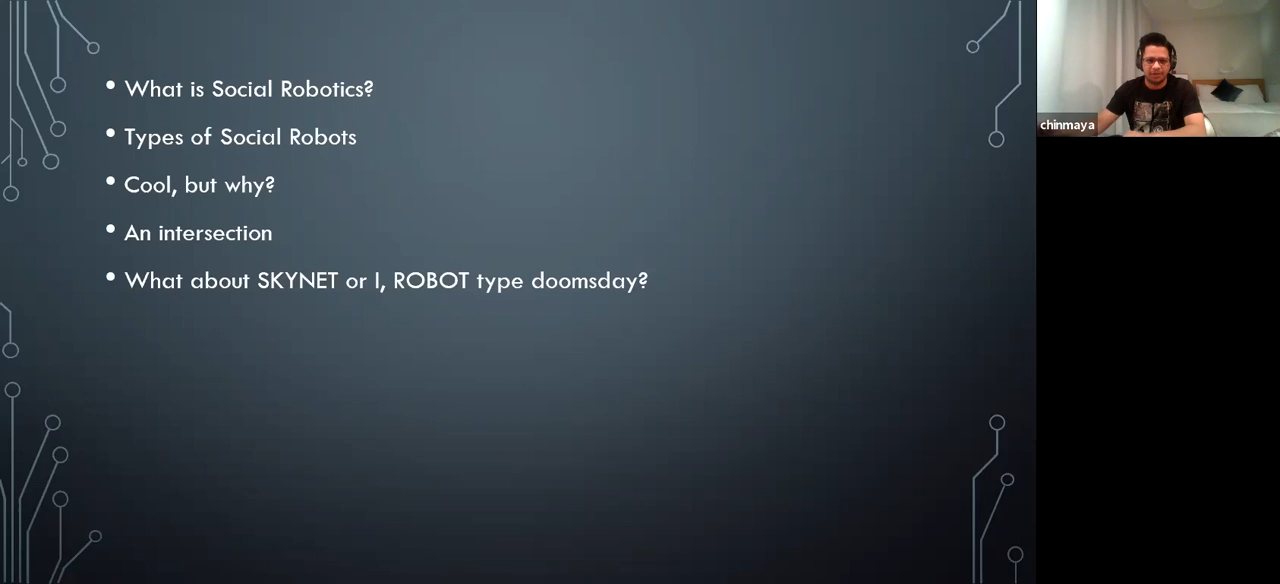 • What is Social Robotics?
• Types of Social Robots
• Cool, but why?
• An intersection
• What about SKYNET or I, ROBOT type doomsday?
chinmaya